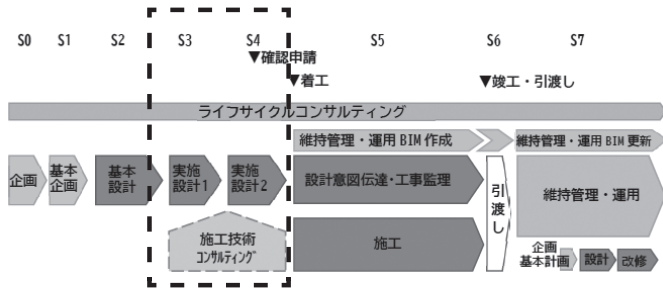 S0 S1 S2 S3 S4 S5 S6 S7
▼確認申請
▼着工 ▼竣工・引渡し
ライフサイクルコンサルティング
維持管理・運用 BIM 作成 維持管理・運用 BIM 更新
企画
基本
企画
基本
設計
実施
設計1
実施
設計2
設計意図伝達・工事監理
引渡し
維持管理・運用
施工技術
コンサルティング
施工
企画
基本計画
設計
改修